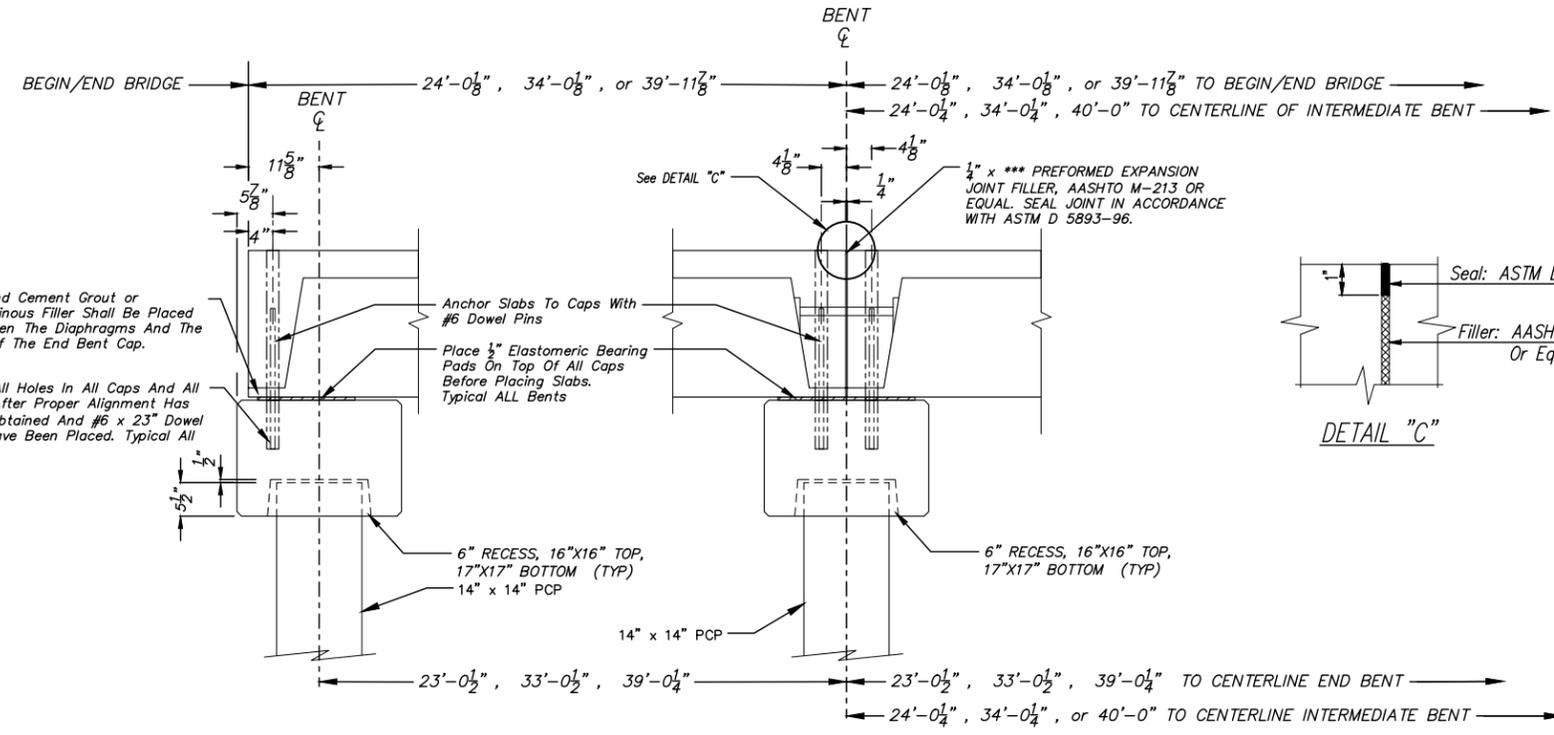 BENT
℄
BEGIN/END BRIDGE
24'-0⅛", 34'-0⅛", or 39'-11⅞"
24'-0⅛", 34'-0⅛", or 39'-11⅞" TO BEGIN/END BRIDGE
BENT
℄
24'-0¼", 34'-0¼", 40'-0" TO CENTERLINE OF INTERMEDIATE BENT
11⅝"
4⅛"
4⅛"
5⅞"
¼"
4"
See DETAIL "C"
¼" x *** PREFORMED EXPANSION
JOINT FILLER, AASHTO M-213 OR
EQUAL. SEAL JOINT IN ACCORDANCE
WITH ASTM D 5893-96.
Cement Grout or
Filler Shall Be Placed
The Diaphragms And The
The End Bent Cap.
Anchor Slabs To Caps With
#6 Dowel Pins
Place ½" Elastomeric Bearing
Pads On Top Of All Caps
Before Placing Slabs.
Typical ALL Bents
Holes In All Caps And All
Proper Alignment Has
And #6 x 23" Dowel
Been Placed. Typical All
1"
Seal: ASTM
Filler:
Or
DETAIL "C"
½"
5½"
6" RECESS, 16"X16" TOP,
17"X17" BOTTOM (TYP)
14" x 14" PCP
6" RECESS, 16"X16" TOP,
17"X17" BOTTOM (TYP)
14" x 14" PCP
23'-0½", 33'-0½", 39'-0¼"
23'-0½", 33'-0½", 39'-0¼" TO CENTERLINE END BENT
24'-0¼", 34'-0¼", or 40'-0" TO CENTERLINE INTERMEDIATE BENT